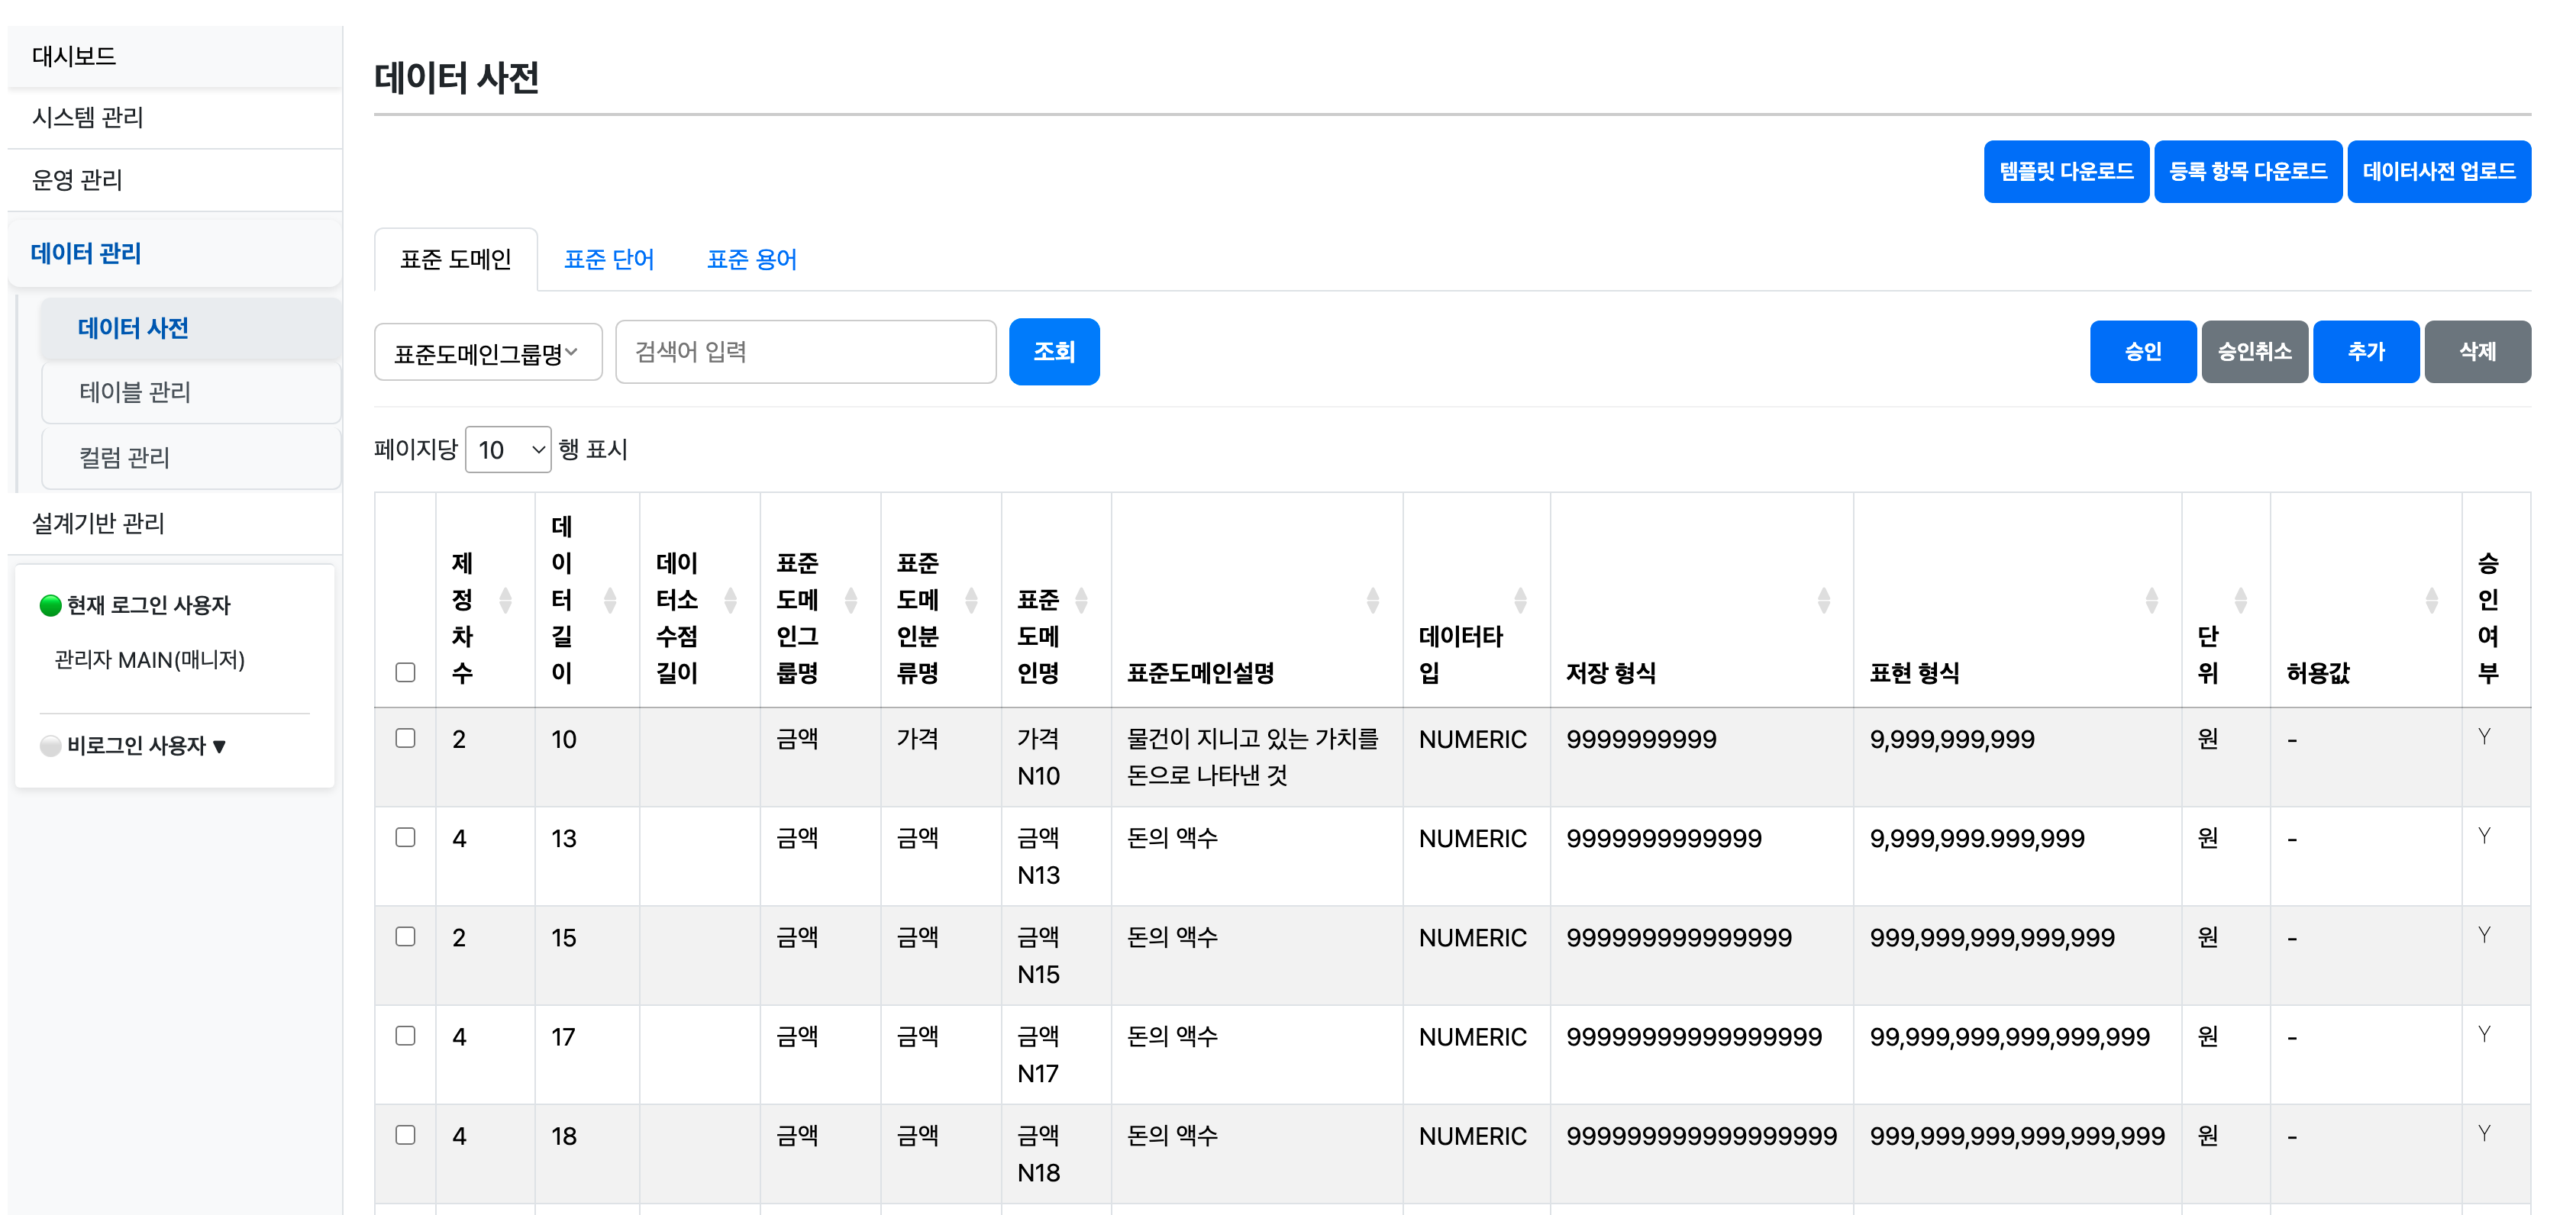 대시보드
시스템 관리
운영 관리
데이터 관리
데이터 사전
테이블 관리
컬럼 관리
설계기반 관리
현재 로그인 사용자
관리자 MAIN(매니저)
비로그인 사용자 ▼
데이터 사전
템플릿 다운로드 등록 항목 다운로드 데이터사전 업로드
표준 도메인 표준 단어 표준 용어
표준도메인그룹명 검색어 입력 조회 승인 승인취소 추가 삭제
페이지당 10 행 표시
제정차수 데이터길이 데이터소수점길이 표준도메인그룹명 표준도메인분류명 표준도메인명 표준도메인설명 데이터타입 저장 형식 표현 형식 단위 허용값 승인여부
2 10 금액 가격 가격 물건이 지니고 있는 가치를 NUMERIC 9999999999 9,999,999,999 원 - Y
N10 돈으로 나타낸 것
4 13 금액 금액 금액 돈의 액수 NUMERIC 9999999999999 9,999,999.999,999 원 - Y
N13
2 15 금액 금액 금액 돈의 액수 NUMERIC 999999999999999 999,999,999,999,999 원 - Y
N15
4 17 금액 금액 금액 돈의 액수 NUMERIC 99999999999999999 99,999,999,999,999,999 원 - Y
N17
4 18 금액 금액 금액 돈의 액수 NUMERIC 999999999999999999 999,999,999,999,999,999 원 - Y
N18